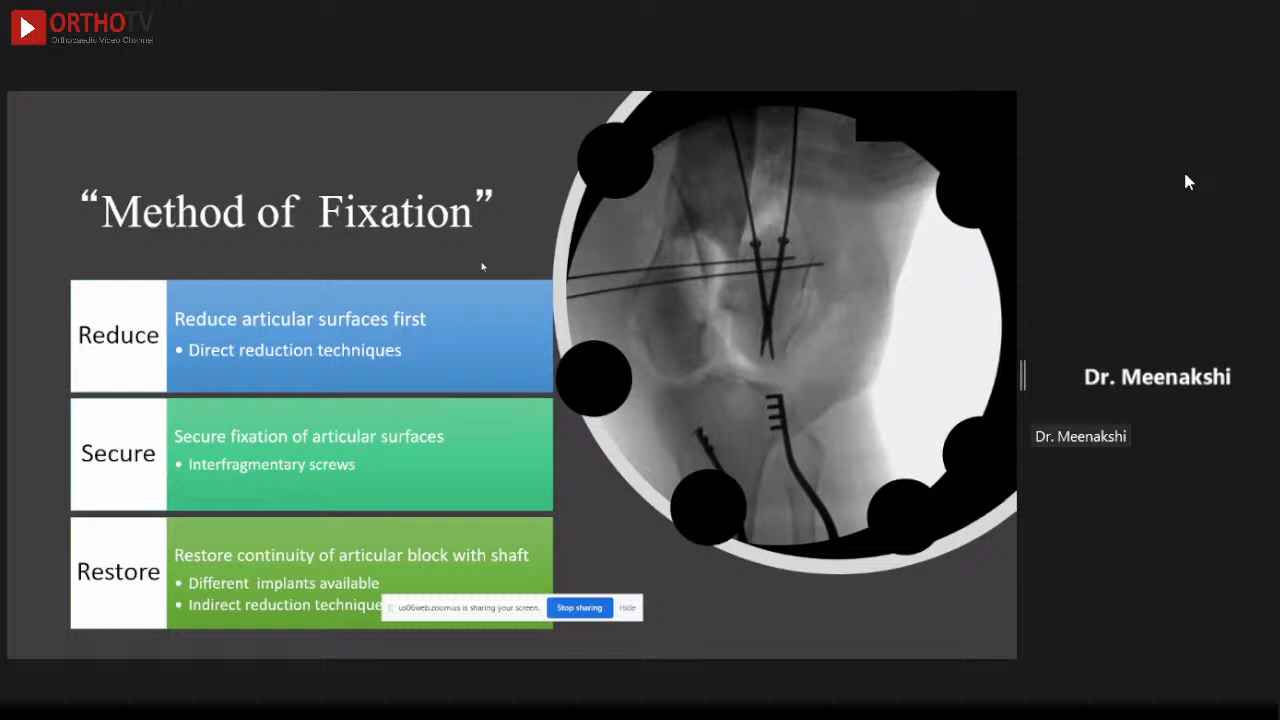 ORTHOTV
Orthopaedic Video Channel
“Method of Fixation”
Reduce
Reduce articular surfaces first
• Direct reduction techniques
Secure
Secure fixation of articular surfaces
• Interfragmentary screws
Restore
Restore continuity of articular block with shaft
• Different implants available
• Indirect reduction technique
us06web.zoom.us is sharing your screen.
Stop sharing
Hide
Dr. Meenakshi
Dr. Meenakshi